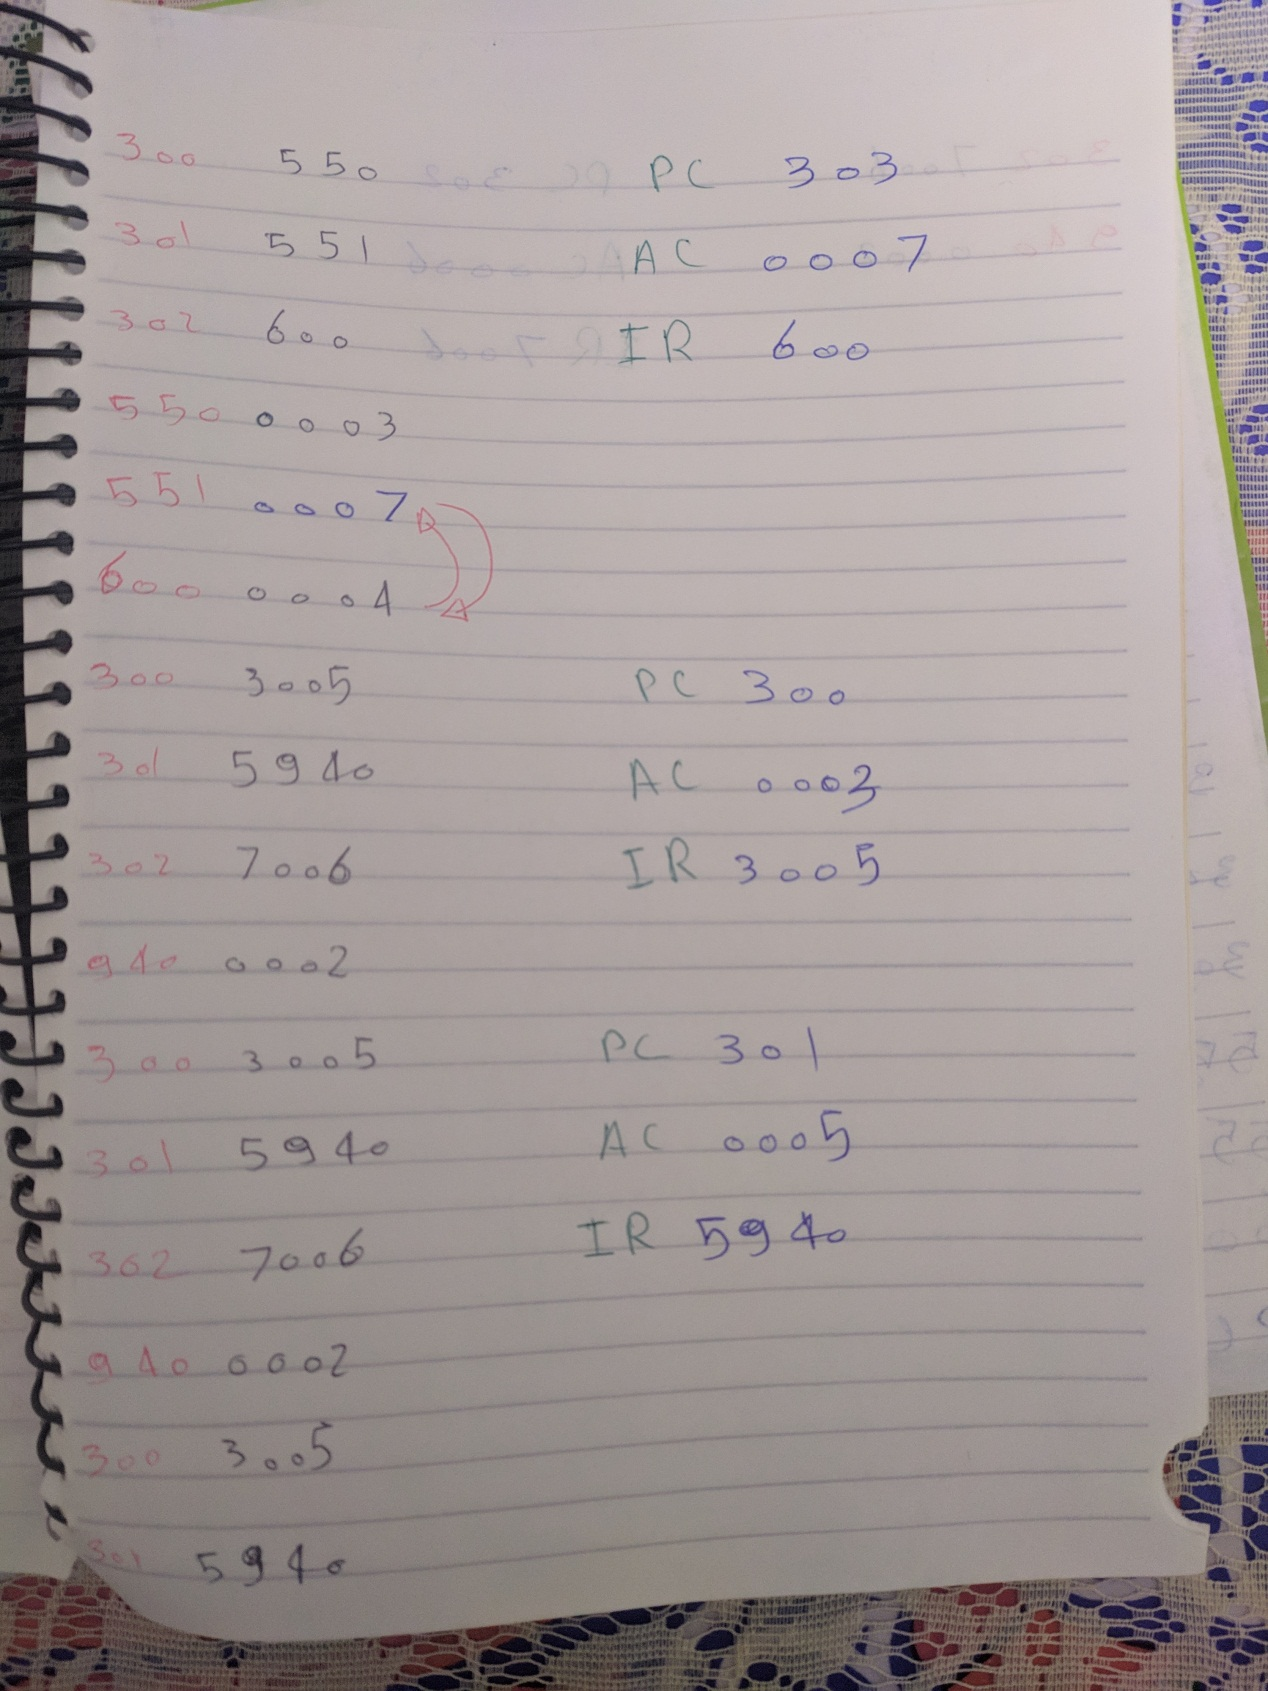 300 550 PC 303
301 551 AC 0007
302 600 IR 600
550 0003
551 0007
600 0004
300 3005 PC 300
301 5940 AC 0003
302 7006 IR 3005
940 0002
300 3005 PC 301
301 5940 AC 0005
302 7006 IR 5940
940 0002
300 3005
301 5940